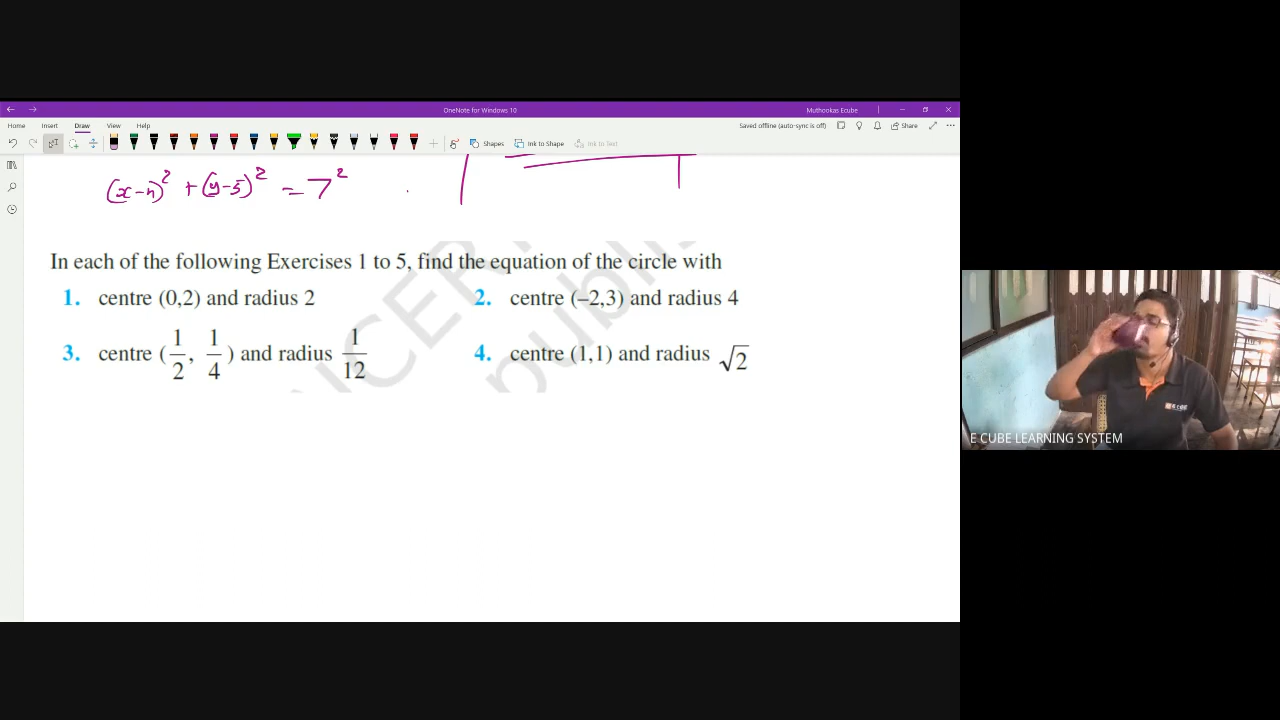 OneNote for Windows 10
Muthookas Ecube
Home Insert Draw View Help
Saved offline (auto-sync is off)
Share
Shapes
Ink to Shape
Ink to Text
(x-4)² + (y-5)² = 7²
In each of the following Exercises 1 to 5, find the equation of the circle with
1. centre (0,2) and radius 2
2. centre (–2,3) and radius 4
3. centre (1/2, 1/4) and radius 1/12
4. centre (1,1) and radius √2
NCERT
publis
E CUBE
E CUBE LEARNING SYSTEM